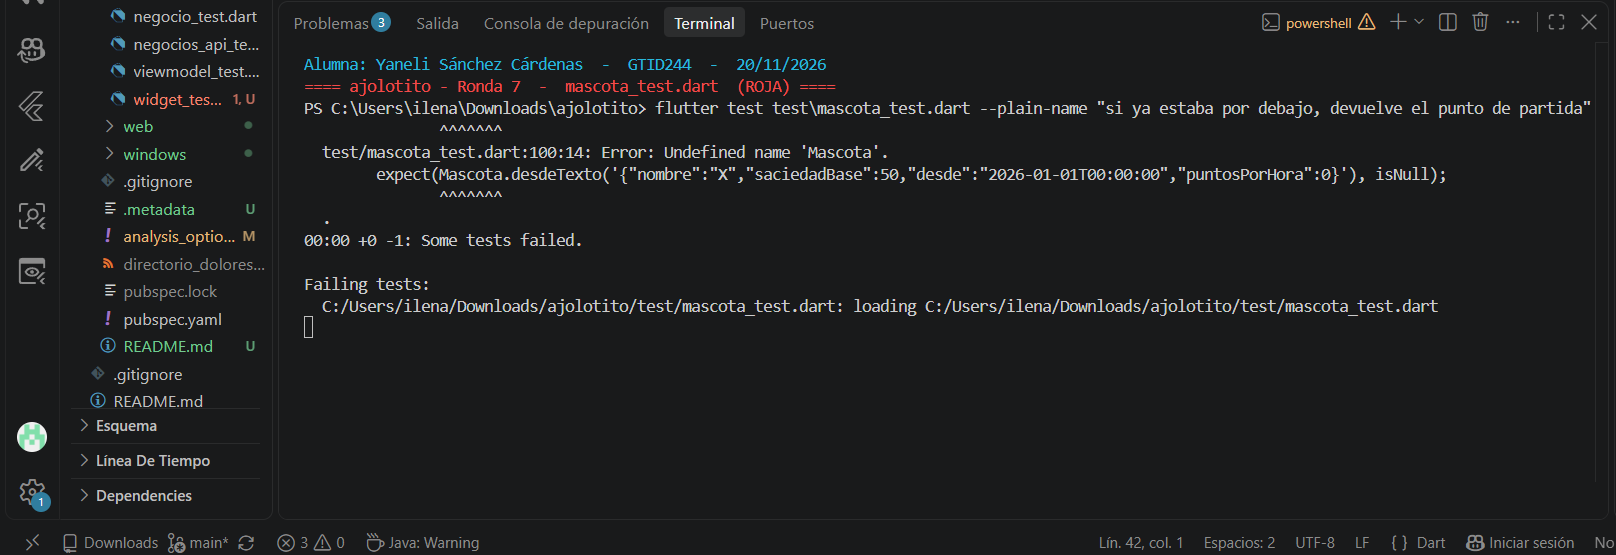 negocio_test.dart
negocios_api_te...
viewmodel_test....
widget_tes... 1, U
web
windows
.gitignore
.metadata U
analysis_optio... M
directorio_dolores...
pubspec.lock
pubspec.yaml
README.md U
.gitignore
README.md
Esquema
Línea De Tiempo
Dependencies
1
Problemas 3 Salida Consola de depuración Terminal Puertos powershell
Alumna: Yaneli Sánchez Cárdenas - GTID244 - 20/11/2026
==== ajolotito - Ronda 7 - mascota_test.dart (ROJA) ====
PS C:\Users\ilena\Downloads\ajolotito> flutter test test\mascota_test.dart --plain-name "si ya estaba por debajo, devuelve el punto de partida"
^^^^^^^
test/mascota_test.dart:100:14: Error: Undefined name 'Mascota'.
expect(Mascota.desdeTexto('{"nombre":"X","saciedadBase":50,"desde":"2026-01-01T00:00:00","puntosPorHora":0}'), isNull);
^^^^^^^
.
00:00 +0 -1: Some tests failed.
Failing tests:
C:/Users/ilena/Downloads/ajolotito/test/mascota_test.dart: loading C:/Users/ilena/Downloads/ajolotito/test/mascota_test.dart
Downloads main* 3 0 Java: Warning Lín. 42, col. 1 Espacios: 2 UTF-8 LF { } Dart Iniciar sesión No